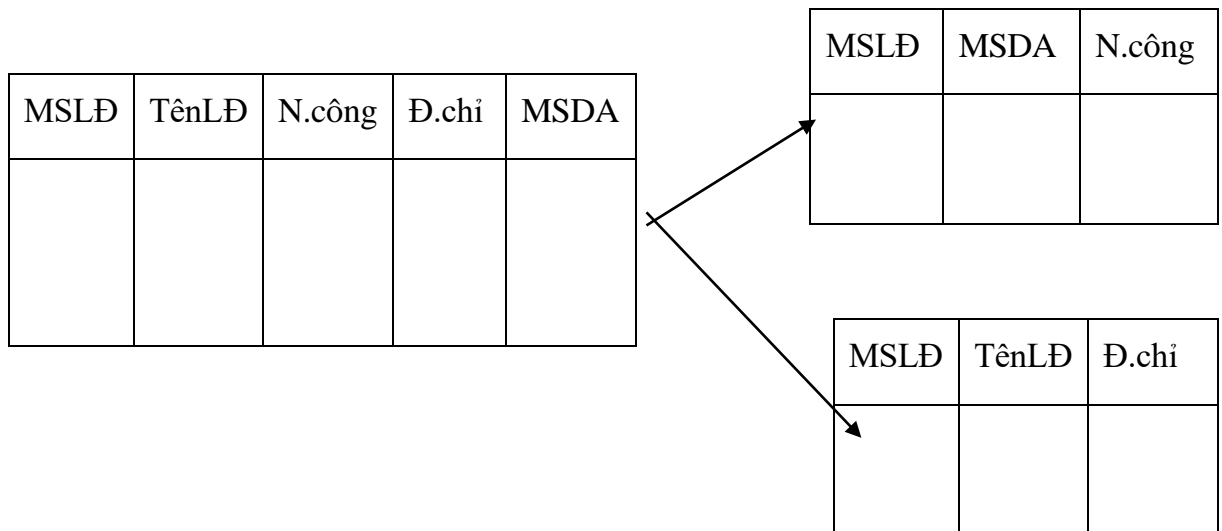 MSLĐ TênLĐ N.công Đ.chỉ MSDA
MSLĐ MSDA N.công
MSLĐ TênLĐ Đ.chỉ